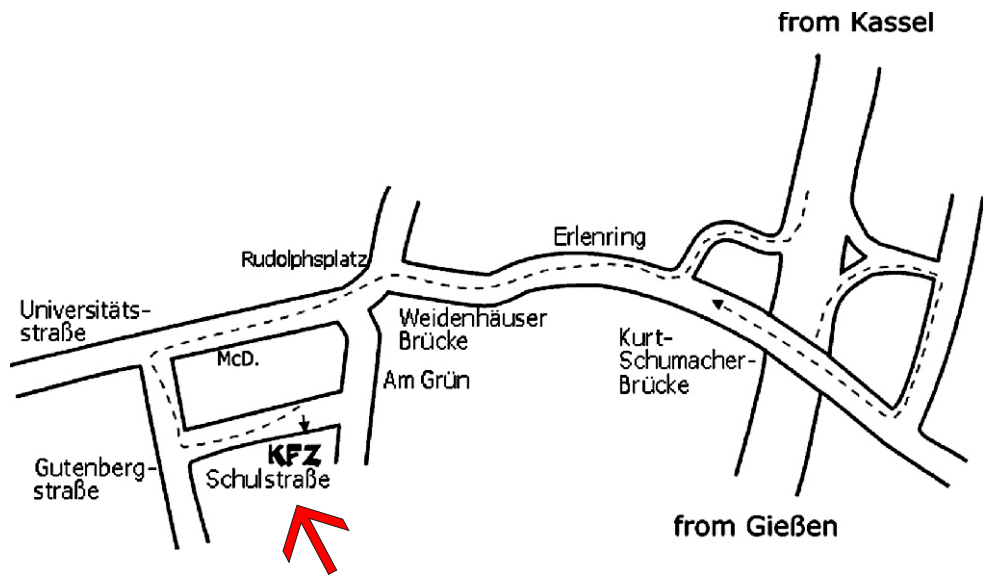 from Kassel
Erlenring
Rudolphsplatz
Universitäts-
straße
Weidenhäuser
Brücke
McD.
Kurt-
Schumacher-
Brücke
Am Grün
KFZ
Gutenberg-
straße
Schulstraße
from Gießen